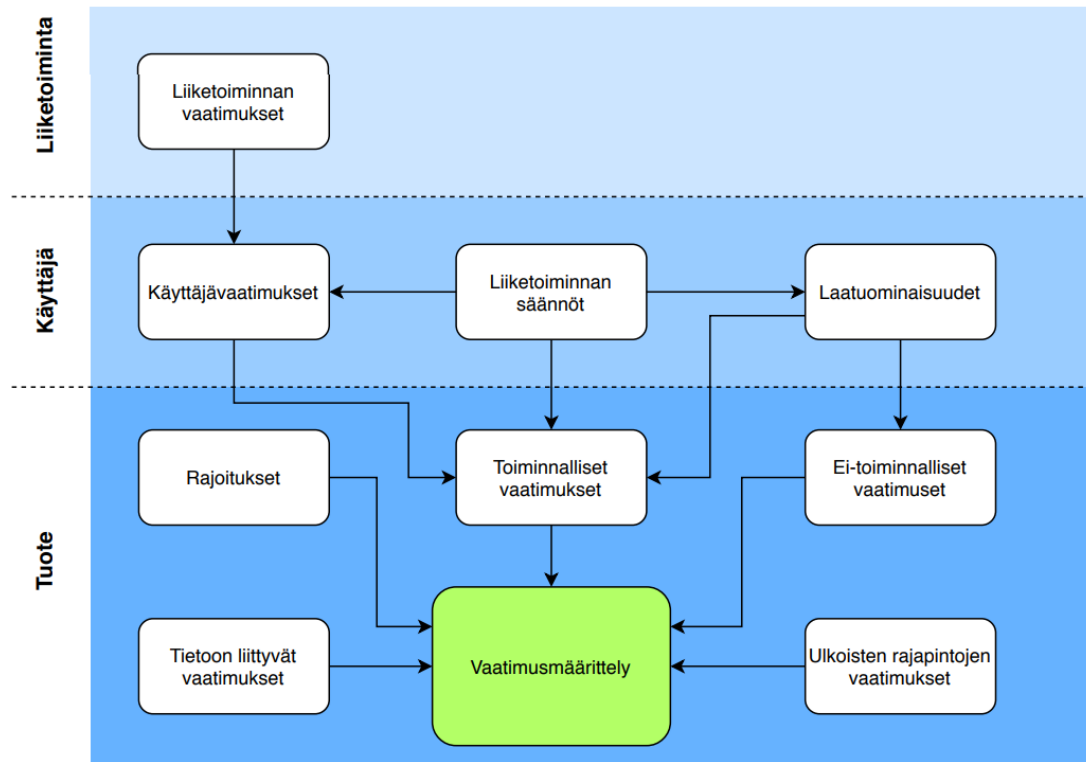 Liiketoiminta
Liiketoiminnan
vaatimukset
Käyttäjä
Käyttäjävaatimukset
Liiketoiminnan
säännöt
Laatuominaisuudet
Tuote
Rajoitukset
Toiminnalliset
vaatimukset
Ei-toiminnalliset
vaatimuset
Tietoon liittyvät
vaatimukset
Vaatimusmäärittely
Ulkoisten rajapintojen
vaatimukset